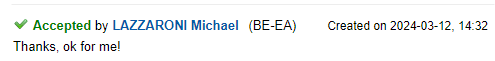 Accepted by LAZZARONI Michael (BE-EA) Created on 2024-03-12, 14:32
Thanks, ok for me!